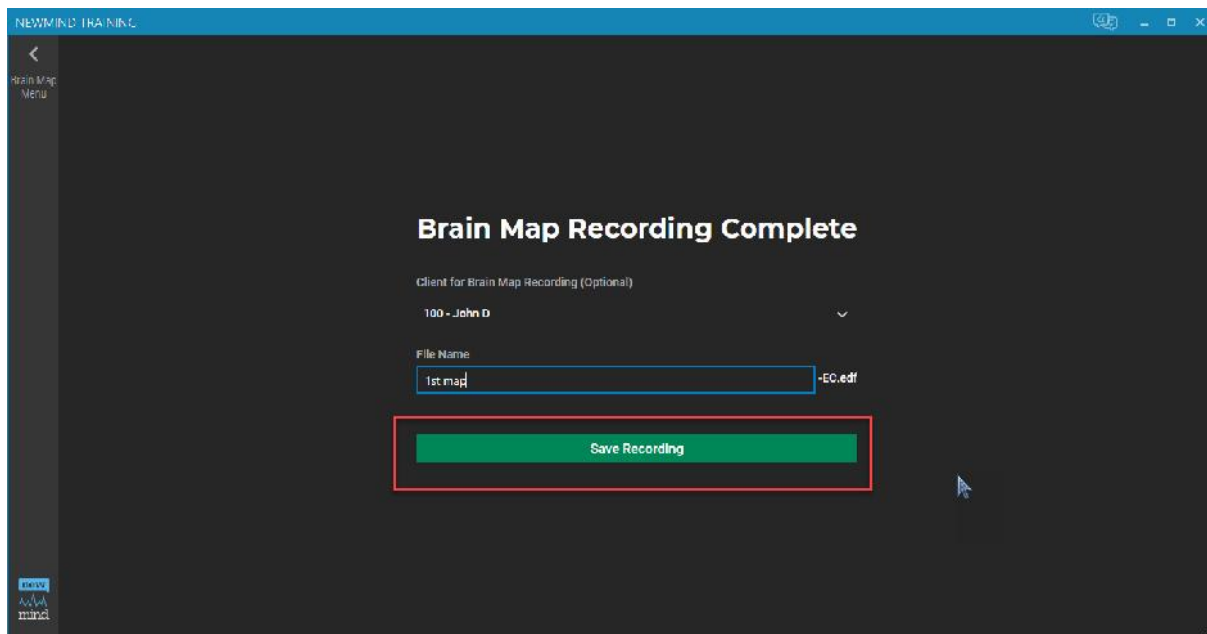 NEWMIND TRAINING
Brain Map
Menu
Brain Map Recording Complete
Client for Brain Map Recording (Optional)
100 - John D
File Name
1st map
-EC.edf
Save Recording
new
mind